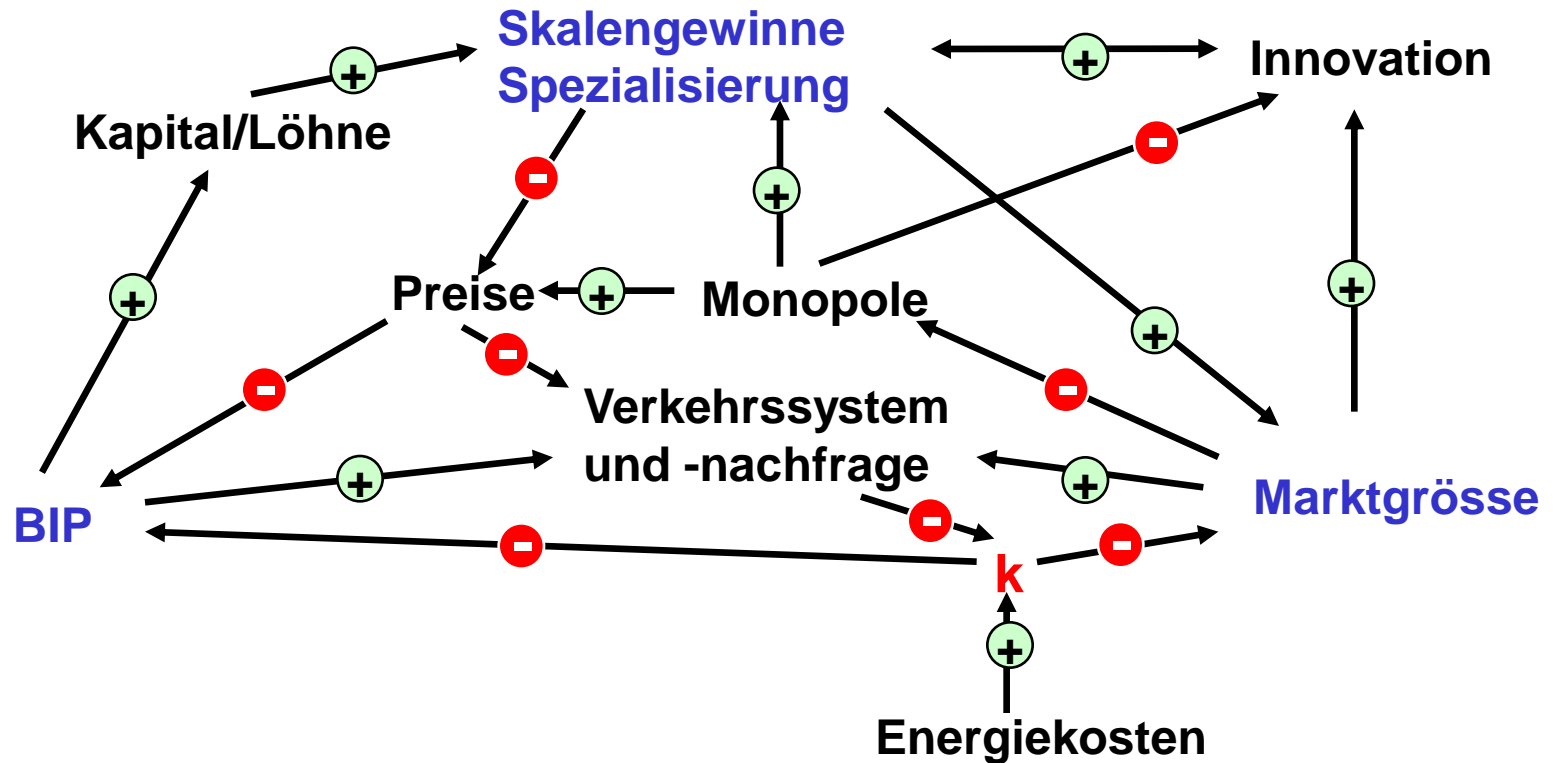 Skalengewinne
Spezialisierung
Innovation
Kapital/Löhne
+
+
-
-
+
+
+
Preise
+
Monopole
+
-
-
-
Verkehrssystem
und -nachfrage
+
+
BIP
Marktgrösse
-
-
-
k
+
Energiekosten